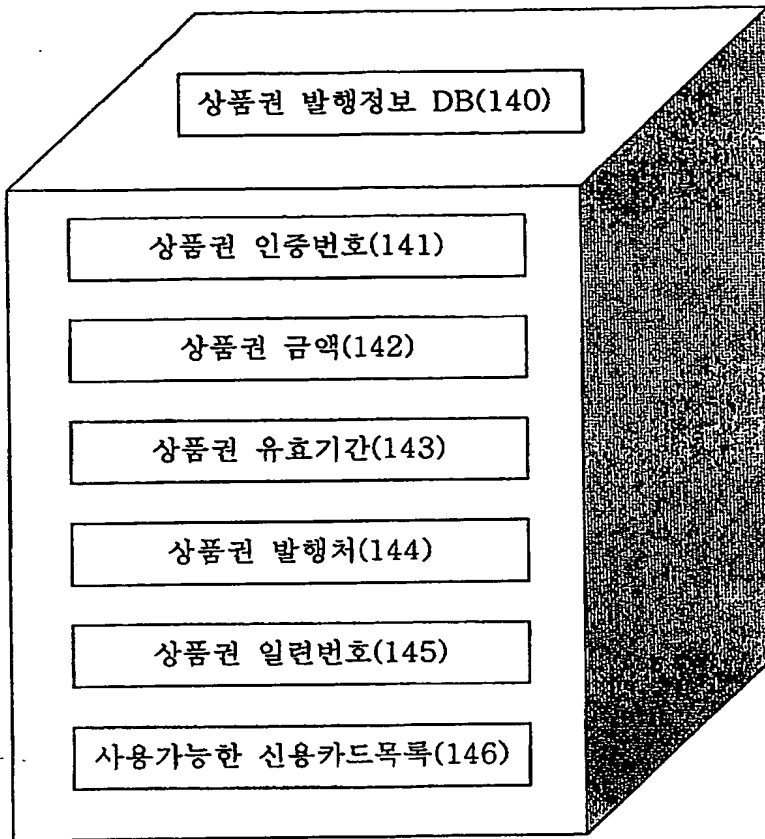 상품권 발행정보 DB(140)
상품권 인증번호(141)
상품권 금액(142)
상품권 유효기간(143)
상품권 발행처(144)
상품권 일련번호(145)
사용가능한 신용카드목록(146)